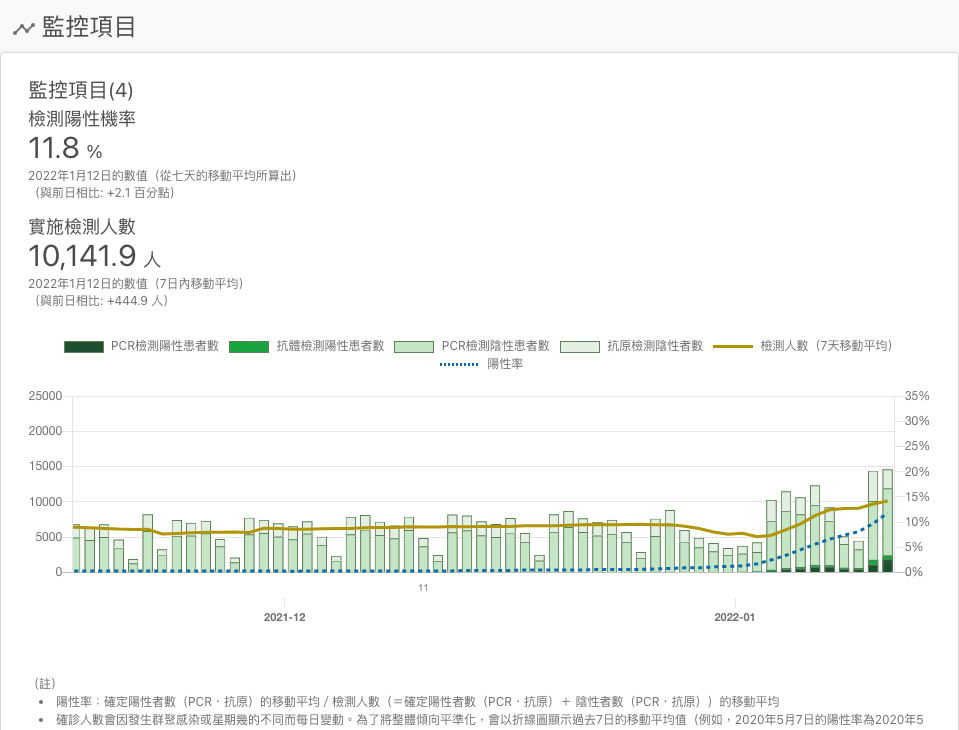 監控項目
監控項目(4)
檢測陽性機率
11.8 %
2022年1月12日的數值（從七天的移動平均所算出）
（與前日相比: +2.1 百分點）
實施檢測人數
10,141.9 人
2022年1月12日的數值（7日內移動平均）
（與前日相比: +444.9 人）
PCR檢測陽性患者數 抗體檢測陽性患者數 PCR檢測陰性患者數 抗原檢測陰性者數 檢測人數（7天移動平均）
陽性率
25000 35%
30%
20000
25%
15000 20%
10000 15%
10%
5000 5%
0 0%
11
2021-12 2022-01
（註）
• 陽性率：確定陽性者數（PCR・抗原）的移動平均 / 檢測人數（＝確定陽性者數（PCR・抗原）＋ 陰性者數（PCR・抗原））的移動平均
• 確診人數會因發生群聚感染或星期幾的不同而每日變動。為了將整體傾向平準化，會以折線圖顯示過去7日的移動平均值（例如，2020年5月7日的陽性率為2020年5